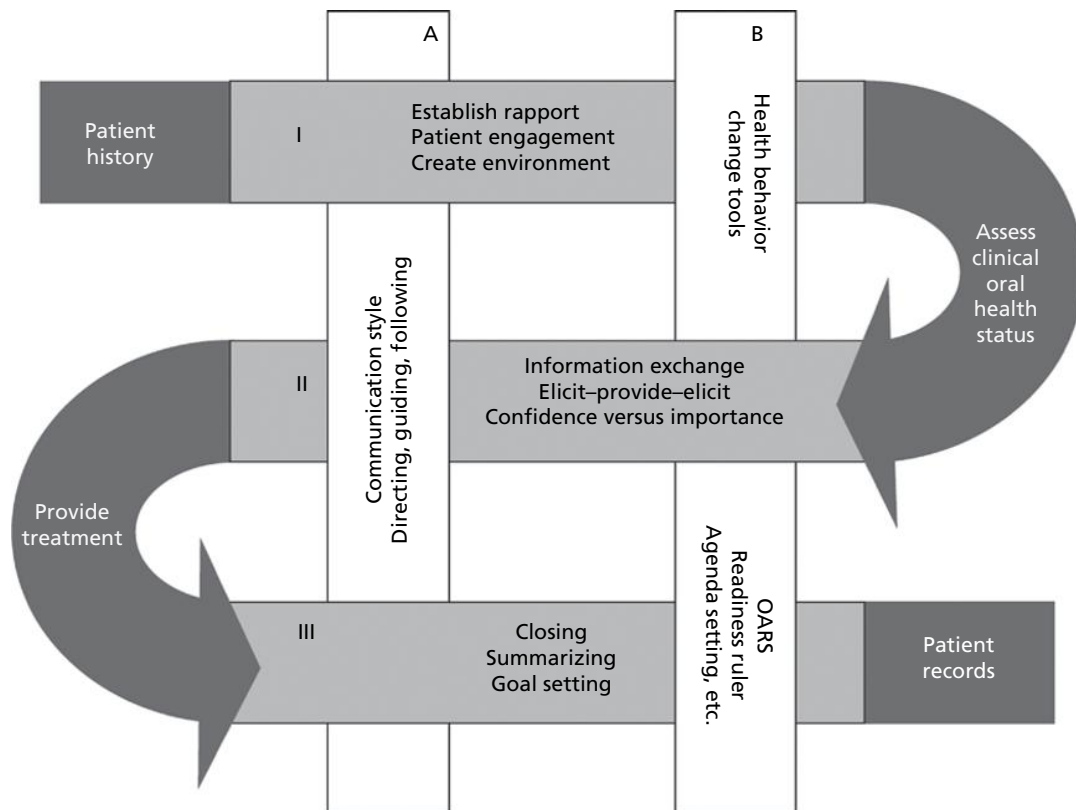 A
B
Patient
history
I
Establish rapport
Patient engagement
Create environment
Health behavior
change tools
Assess
clinical
oral
health
status
Communication style
Directing, guiding, following
II
Information exchange
Elicit–provide–elicit
Confidence versus importance
Provide
treatment
OARS
Readiness ruler
Agenda setting, etc.
III
Closing
Summarizing
Goal setting
Patient
records